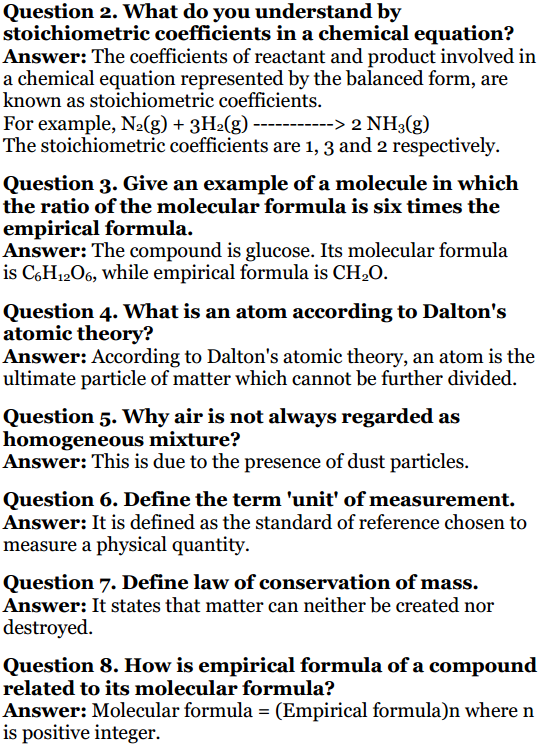 Question 2. What do you understand by
stoichiometric coefficients in a chemical equation?
Answer: The coefficients of reactant and product involved in
a chemical equation represented by the balanced form, are
known as stoichiometric coefficients.
For example, N₂(g) + 3H₂(g) -----------> 2 NH₃(g)
The stoichiometric coefficients are 1, 3 and 2 respectively.
Question 3. Give an example of a molecule in which
the ratio of the molecular formula is six times the
empirical formula.
Answer: The compound is glucose. Its molecular formula
is C₆H₁₂O₆, while empirical formula is CH₂O.
Question 4. What is an atom according to Dalton's
atomic theory?
Answer: According to Dalton's atomic theory, an atom is the
ultimate particle of matter which cannot be further divided.
Question 5. Why air is not always regarded as
homogeneous mixture?
Answer: This is due to the presence of dust particles.
Question 6. Define the term 'unit' of measurement.
Answer: It is defined as the standard of reference chosen to
measure a physical quantity.
Question 7. Define law of conservation of mass.
Answer: It states that matter can neither be created nor
destroyed.
Question 8. How is empirical formula of a compound
related to its molecular formula?
Answer: Molecular formula = (Empirical formula)n where n
is positive integer.